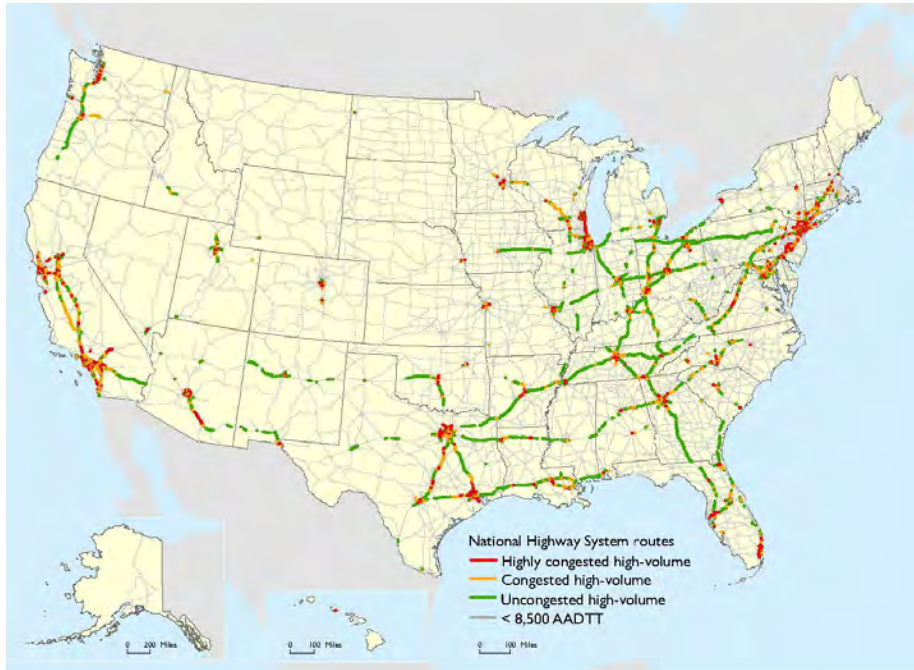 National Highway System routes
Highly congested high-volume
Congested high-volume
Uncongested high-volume
< 8,500 AADTT
0 200 Miles
0 100 Miles
0 100 Miles